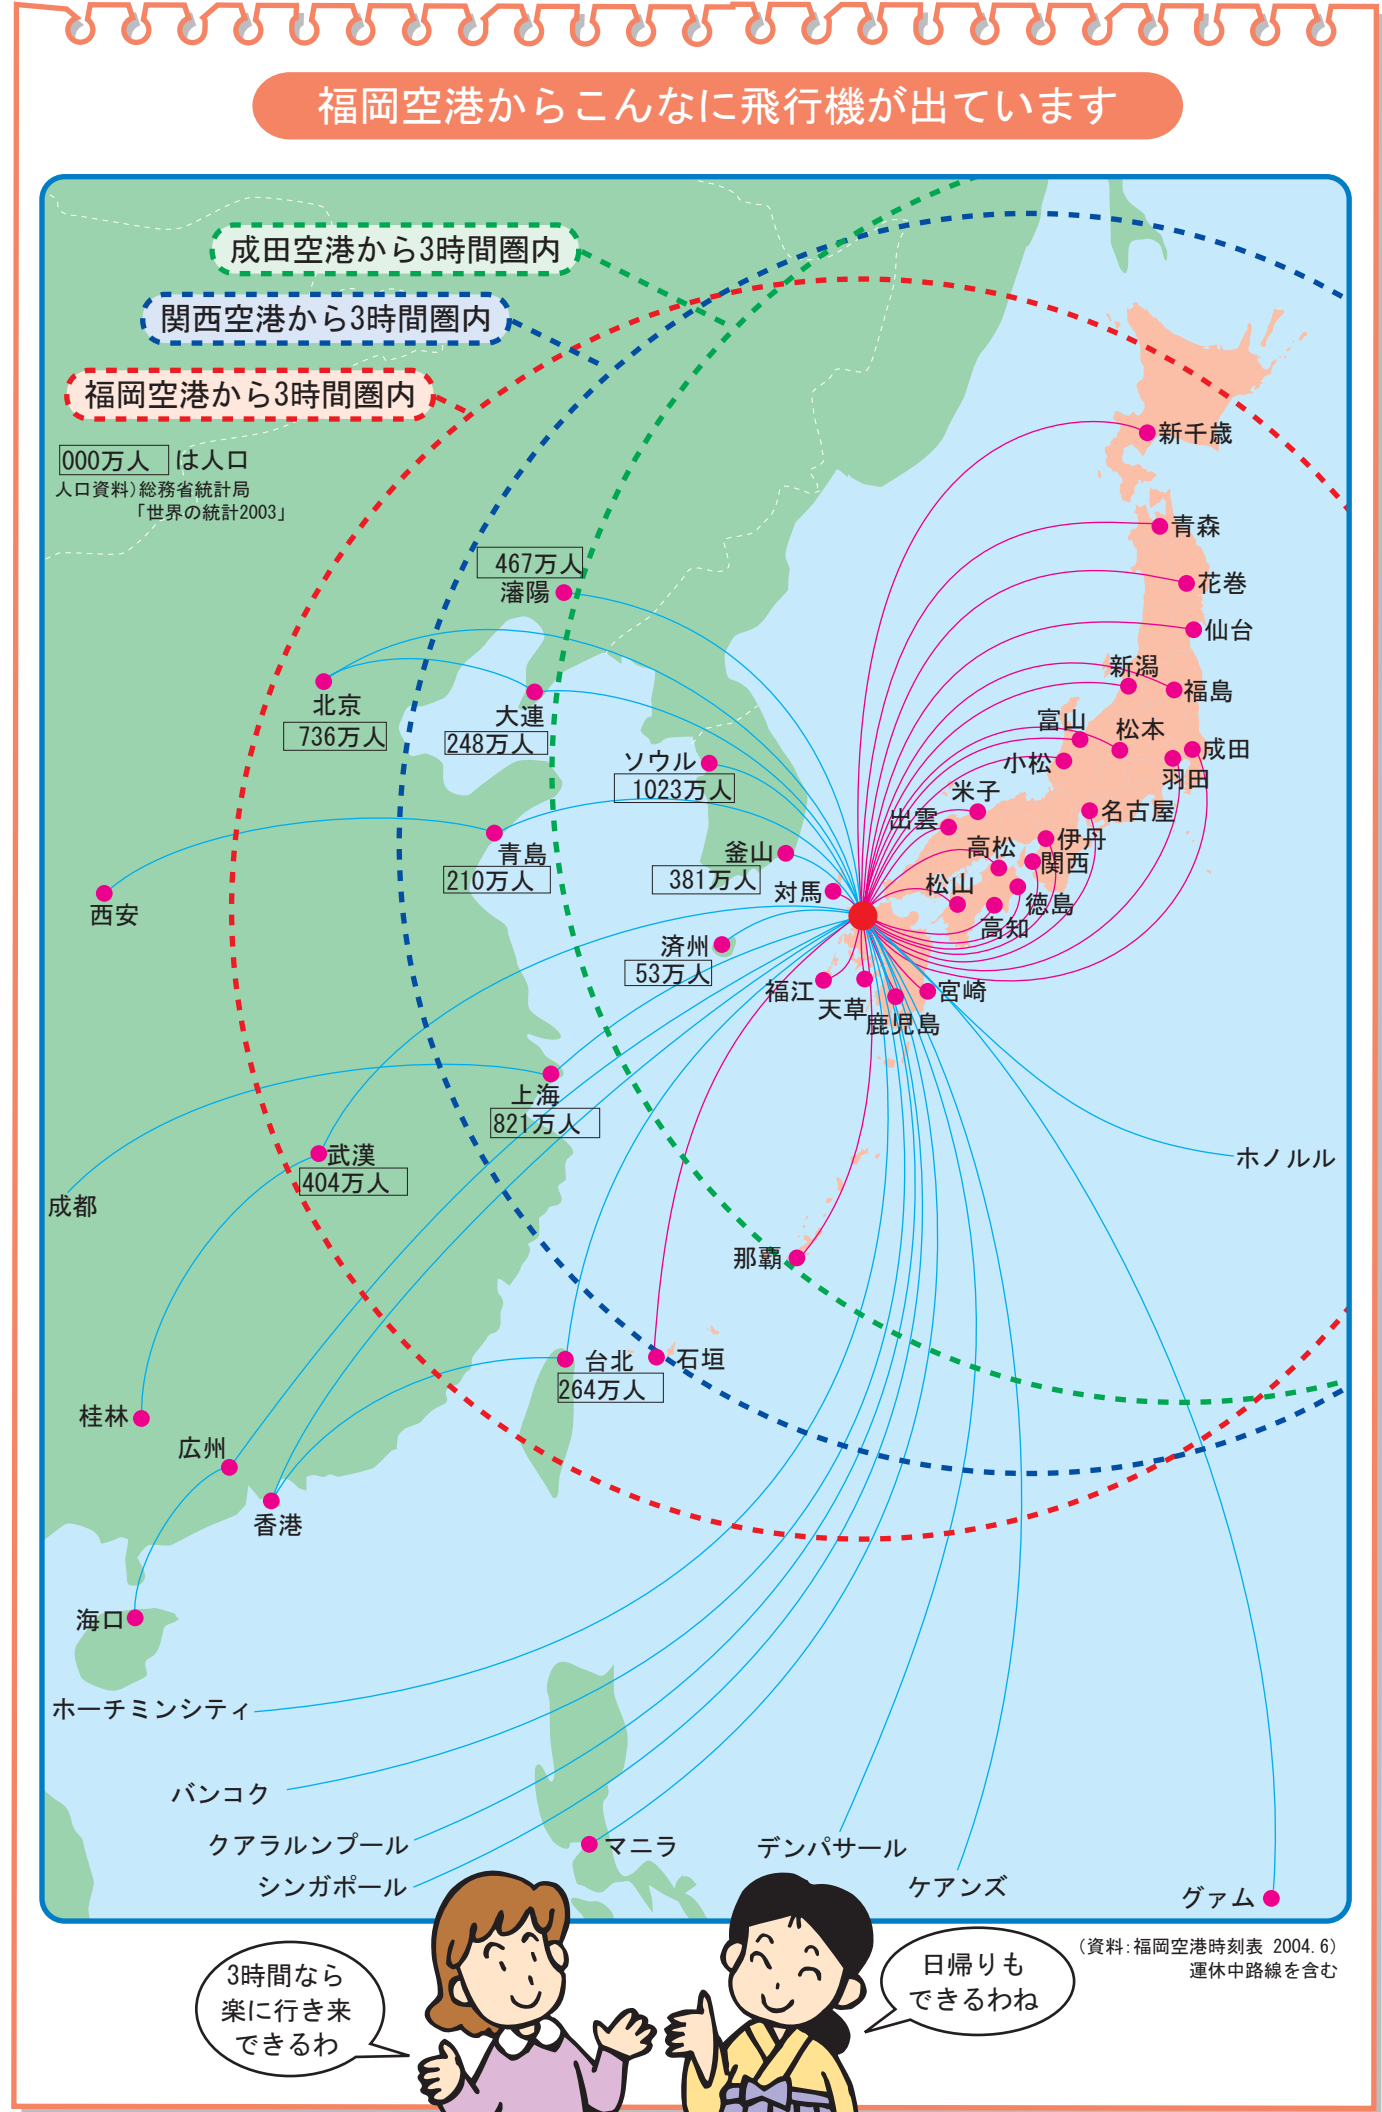 福岡空港からこんなに飛行機が出ています
成田空港から3時間圏内
関西空港から3時間圏内
福岡空港から3時間圏内
000万人 は人口
人口資料)総務省統計局
「世界の統計2003」
新千歳
青森
467万人
瀋陽
花巻
仙台
新潟
福島
北京
736万人
大連
248万人
富山
松本
成田
ソウル
1023万人
小松
羽田
米子
名古屋
出雲
伊丹
高松
関西
青島
210万人
釜山
381万人
対馬
松山
徳島
高知
西安
済州
53万人
福江
天草
鹿児島
宮崎
上海
821万人
武漢
404万人
ホノルル
成都
那覇
台北
264万人
石垣
桂林
広州
香港
海口
ホーチミンシティ
バンコク
クアラルンプール
シンガポール
マニラ
デンパサール
ケアンズ
グァム
(資料:福岡空港時刻表 2004.6)
運休中路線を含む
3時間なら
楽に行き来
できるわ
日帰りも
できるわね